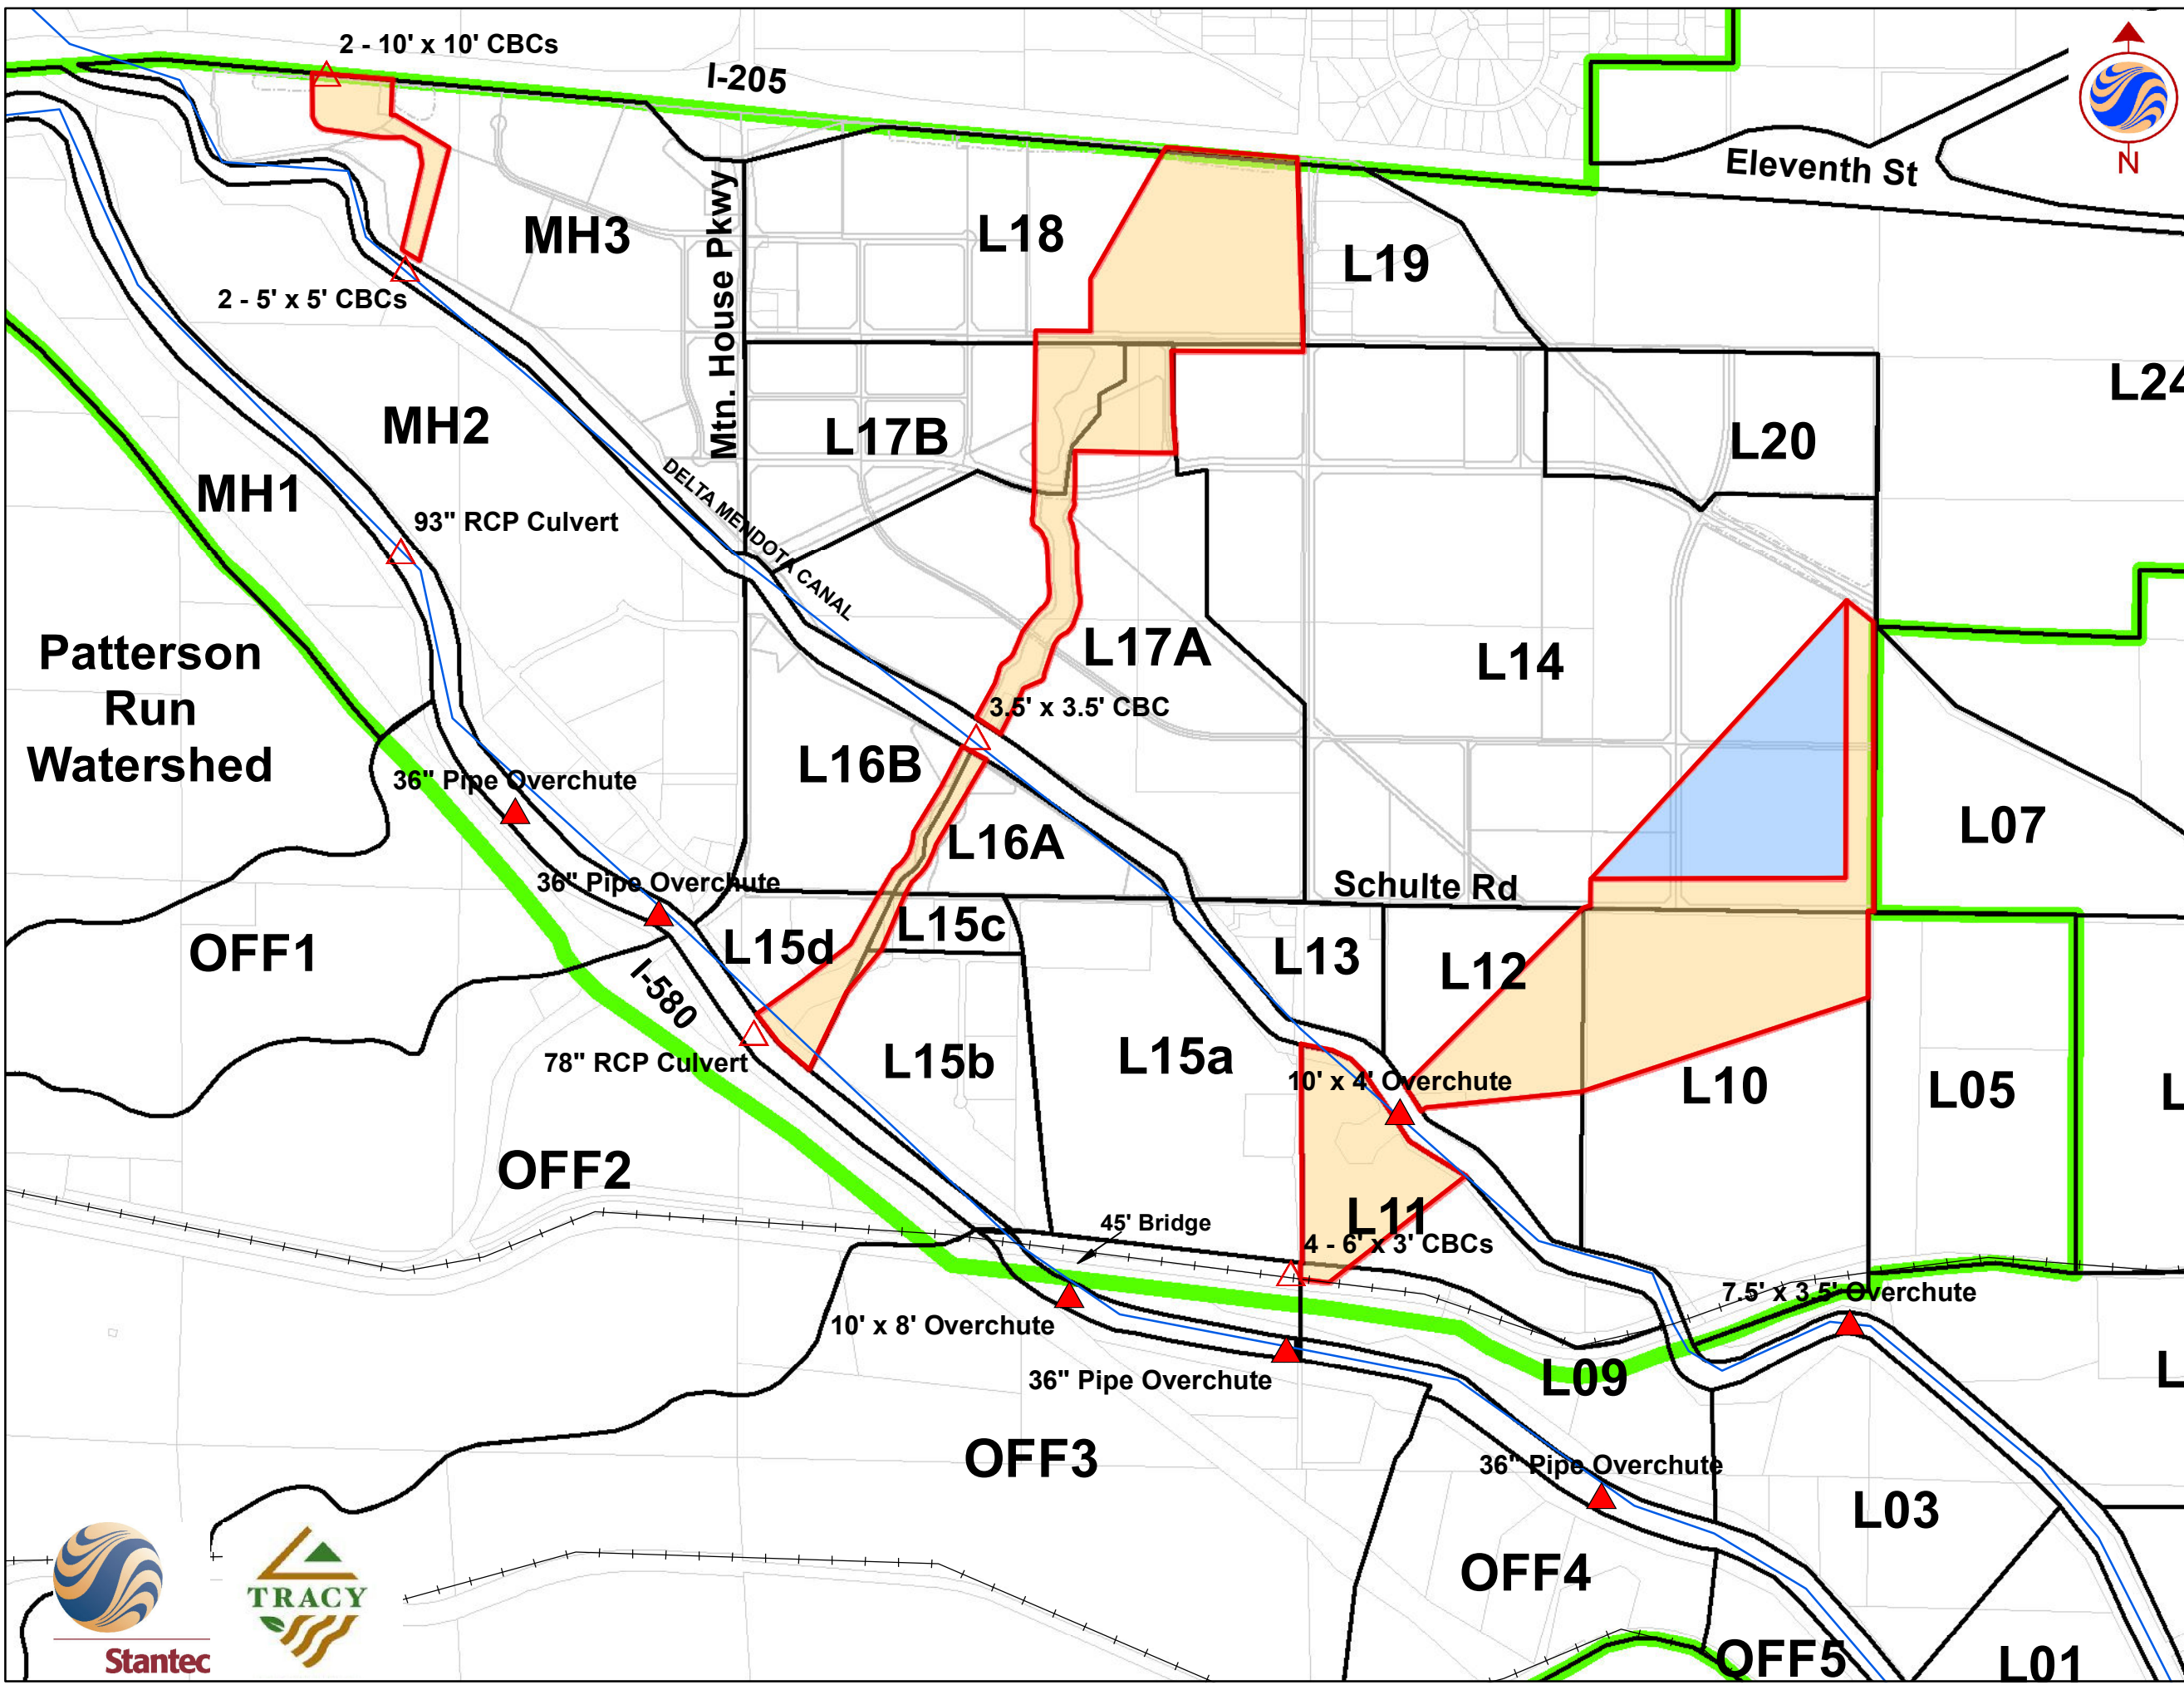 2 - 10' x 10' CBCs
I-205
Eleventh St
N
MH3
Mtn. House Pkwy
L18
L19
2 - 5' x 5' CBCs
L24
MH2
L17B
L20
MH1
DELTA MENDOTA CANAL
93" RCP Culvert
Patterson
Run
Watershed
L17A
L14
3.5' x 3.5' CBC
L16B
36" Pipe Overchute
L07
L16A
36" Pipe Overchute
Schulte Rd
L15c
OFF1
L15d
L13
L12
I-580
78" RCP Culvert
L15b
L15a
10' x 4' Overchute
L10
L05
L
OFF2
L11
45' Bridge
4 - 6' x 3' CBCs
7.5' x 3.5' Overchute
10' x 8' Overchute
36" Pipe Overchute
L09
L
OFF3
36" Pipe Overchute
L03
OFF4
TRACY
Stantec
OFF5
L01